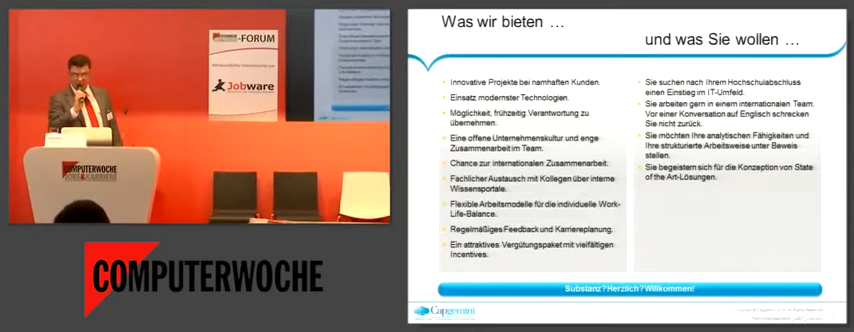 COMPUTERWOCHE
-FORUM
Jobware
COMPUTERWOCHE
JOBS & KARRIERE
COMPUTERWOCHE
Was wir bieten …
und was Sie wollen …
Innovative Projekte bei namhaften Kunden.
Einsatz modernster Technologien.
Möglichkeit, frühzeitig Verantwortung zu
übernehmen.
Eine offene Unternehmenskultur und enge
Zusammenarbeit im Team.
Chance zur internationalen Zusammenarbeit.
Fachlicher Austausch mit Kollegen über interne
Wissensportale.
Flexible Arbeitsmodelle für die individuelle Work-
Life-Balance.
Regelmäßiges Feedback und Karriereplanung.
Ein attraktives Vergütungspaket mit vielfältigen
Incentives.
Sie suchen nach Ihrem Hochschulabschluss
einen Einstieg im IT-Umfeld.
Sie arbeiten gern in einem internationalen Team.
Vor einer Konversation auf Englisch schrecken
Sie nicht zurück.
Sie möchten Ihre analytischen Fähigkeiten und
Ihre strukturierte Arbeitsweise unter Beweis
stellen.
Sie begeistern sich für die Konzeption von State
of the Art-Lösungen.
Substanz? Herzlich? Willkommen!
Capgemini